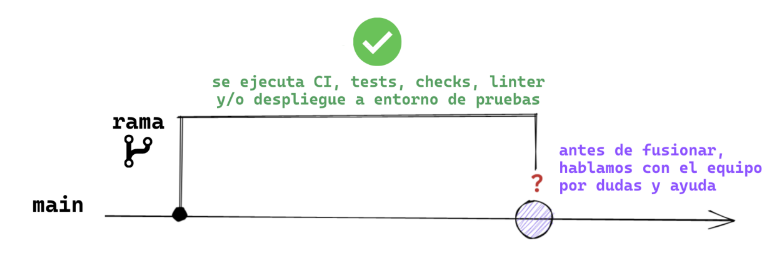 se ejecuta CI, tests, checks, linter
y/o despliegue a entorno de pruebas
rama
antes de fusionar,
hablamos con el equipo
por dudas y ayuda
?
main